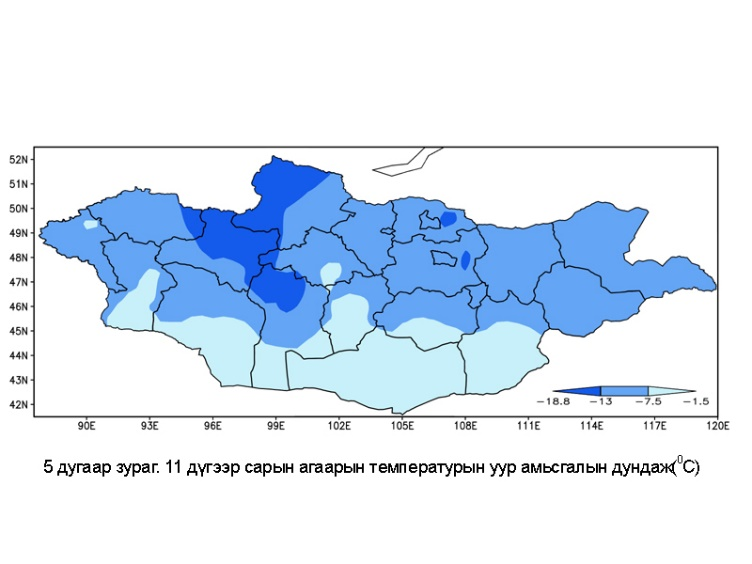 52N
51N
50N
49N
48N
47N
46N
45N
44N
43N
42N
−18.8 −13 −7.5 −1.5
90E 93E 96E 99E 102E 105E 108E 111E 114E 117E 120E
5 дугаар зураг. 11 дүгээр сарын агаарын температурын уур амьсгалын дундаж(⁰C)